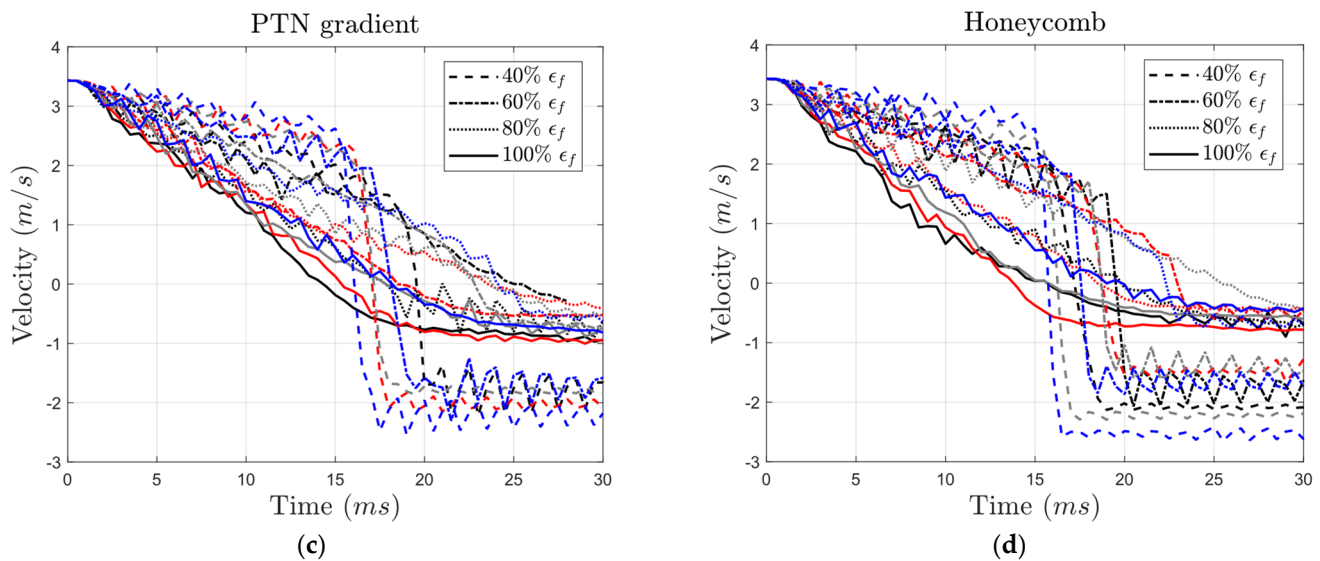 PTN gradient
Velocity (m/s)
4
3
2
1
0
-1
-2
-3
40% ϵf
60% ϵf
80% ϵf
100% ϵf
0 5 10 15 20 25 30
Time (ms)
(c)
Honeycomb
Velocity (m/s)
4
3
2
1
0
-1
-2
-3
40% ϵf
60% ϵf
80% ϵf
100% ϵf
0 5 10 15 20 25 30
Time (ms)
(d)